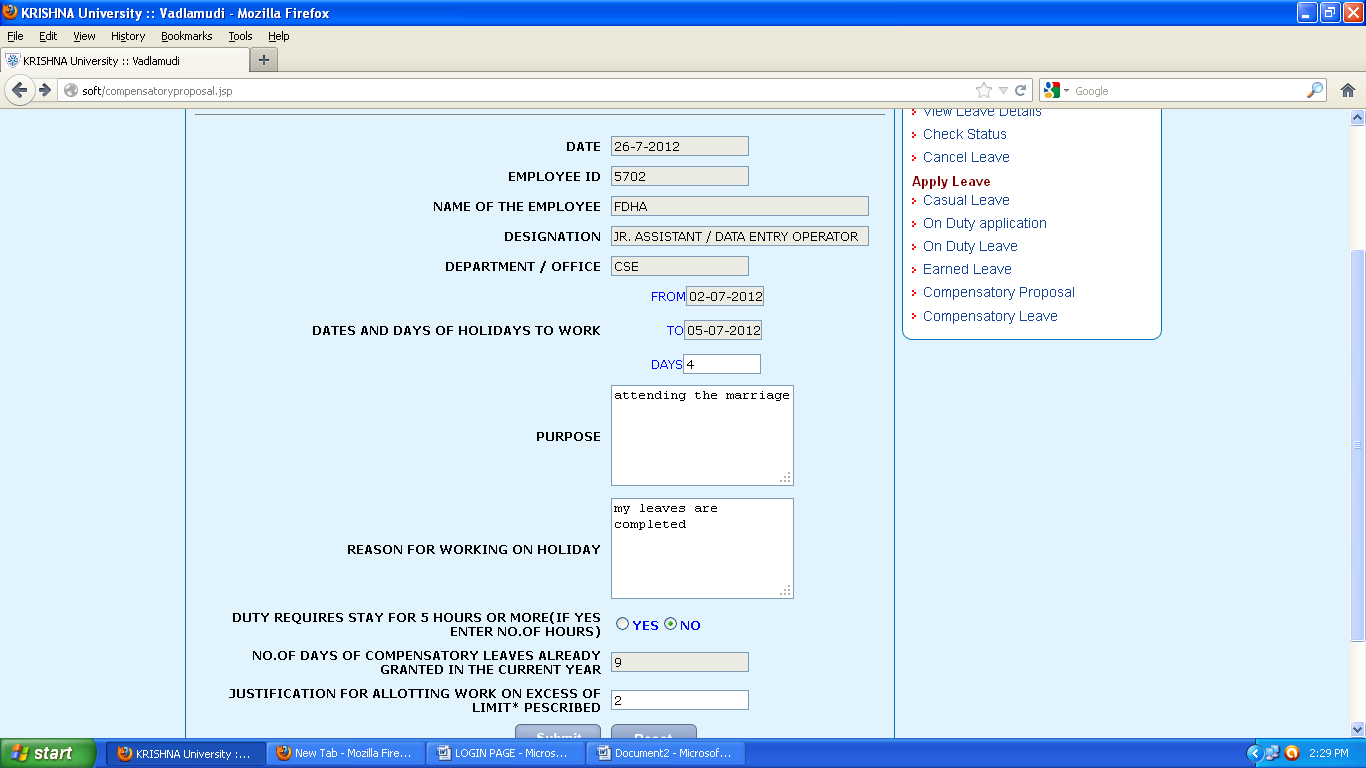 KRISHNA University :: Vadlamudi - Mozilla Firefox
File Edit View History Bookmarks Tools Help
KRISHNA University :: Vadlamudi
soft/compensatoryproposal.jsp
Google
DATE 26-7-2012
EMPLOYEE ID 5702
NAME OF THE EMPLOYEE FDHA
DESIGNATION JR. ASSISTANT / DATA ENTRY OPERATOR
DEPARTMENT / OFFICE CSE
FROM 02-07-2012
DATES AND DAYS OF HOLIDAYS TO WORK TO 05-07-2012
DAYS 4
PURPOSE attending the marriage
REASON FOR WORKING ON HOLIDAY
my leaves are
completed
DUTY REQUIRES STAY FOR 5 HOURS OR MORE(IF YES
ENTER NO.OF HOURS)
YES NO
NO.OF DAYS OF COMPENSATORY LEAVES ALREADY
GRANTED IN THE CURRENT YEAR
9
JUSTIFICATION FOR ALLOTTING WORK ON EXCESS OF
LIMIT* PESCRIBED
2
Submit Reset
View Leave Details
Check Status
Cancel Leave
Apply Leave
Casual Leave
On Duty application
On Duty Leave
Earned Leave
Compensatory Proposal
Compensatory Leave
start
KRISHNA University :...
New Tab - Mozilla Fire...
LOGIN PAGE - Micros...
Document2 - Microsof...
2:29 PM